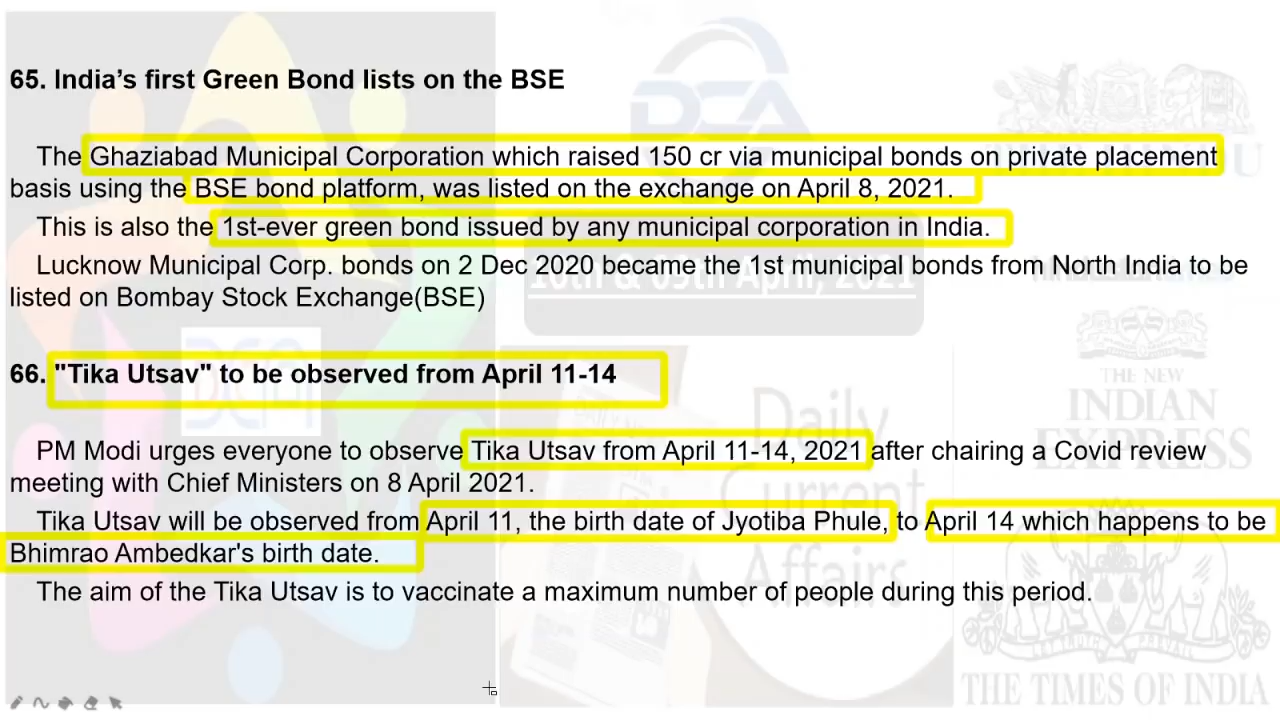 65. India’s first Green Bond lists on the BSE
The Ghaziabad Municipal Corporation which raised 150 cr via municipal bonds on private placement
basis using the BSE bond platform, was listed on the exchange on April 8, 2021.
This is also the 1st-ever green bond issued by any municipal corporation in India.
Lucknow Municipal Corp. bonds on 2 Dec 2020 became the 1st municipal bonds from North India to be
listed on Bombay Stock Exchange(BSE)
66. "Tika Utsav" to be observed from April 11-14
PM Modi urges everyone to observe Tika Utsav from April 11-14, 2021 after chairing a Covid review
meeting with Chief Ministers on 8 April 2021.
Tika Utsav will be observed from April 11, the birth date of Jyotiba Phule, to April 14 which happens to be
Bhimrao Ambedkar's birth date.
The aim of the Tika Utsav is to vaccinate a maximum number of people during this period.
DCA
10th & 09th April, 2021
Daily
Current
Affairs
THE NEW
INDIAN
EXPRESS
THE TIMES OF INDIA